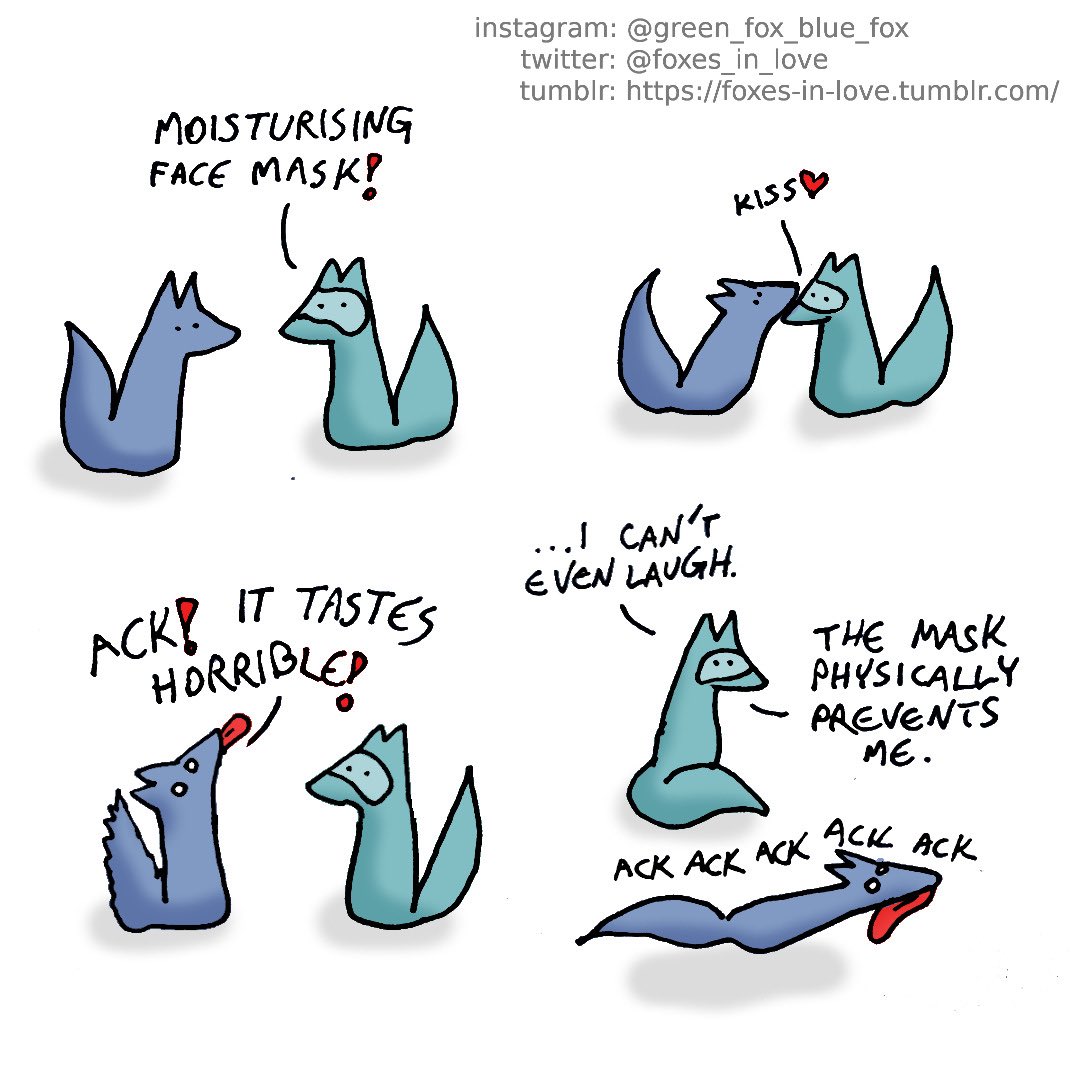 instagram: @green_fox_blue_fox
twitter: @foxes_in_love
tumblr: https://foxes-in-love.tumblr.com/
MOISTURISING
FACE MASK!
KISS♥
ACK! IT TASTES
HORRIBLE!
...I CAN'T
EVEN LAUGH.
THE MASK
PHYSICALLY
PREVENTS
ME.
ACK ACK ACK ACK ACK